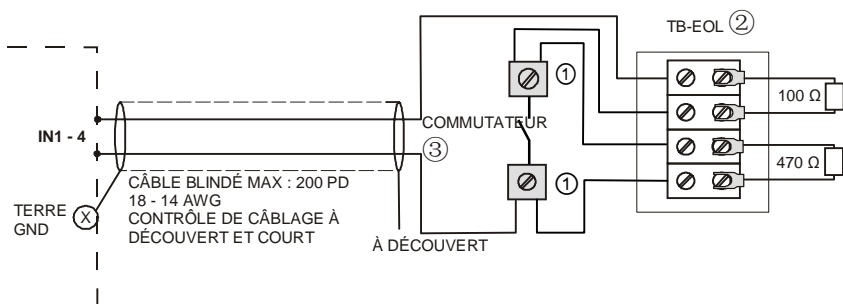 TB-EOL ②
①
100 Ω
COMMUTATEUR
IN1 - 4
③
470 Ω
①
CÂBLE BLINDÉ MAX : 200 PD
18 - 14 AWG
CONTRÔLE DE CÂBLAGE À
DÉCOUVERT ET COURT
TERRE
GND
X
À DÉCOUVERT